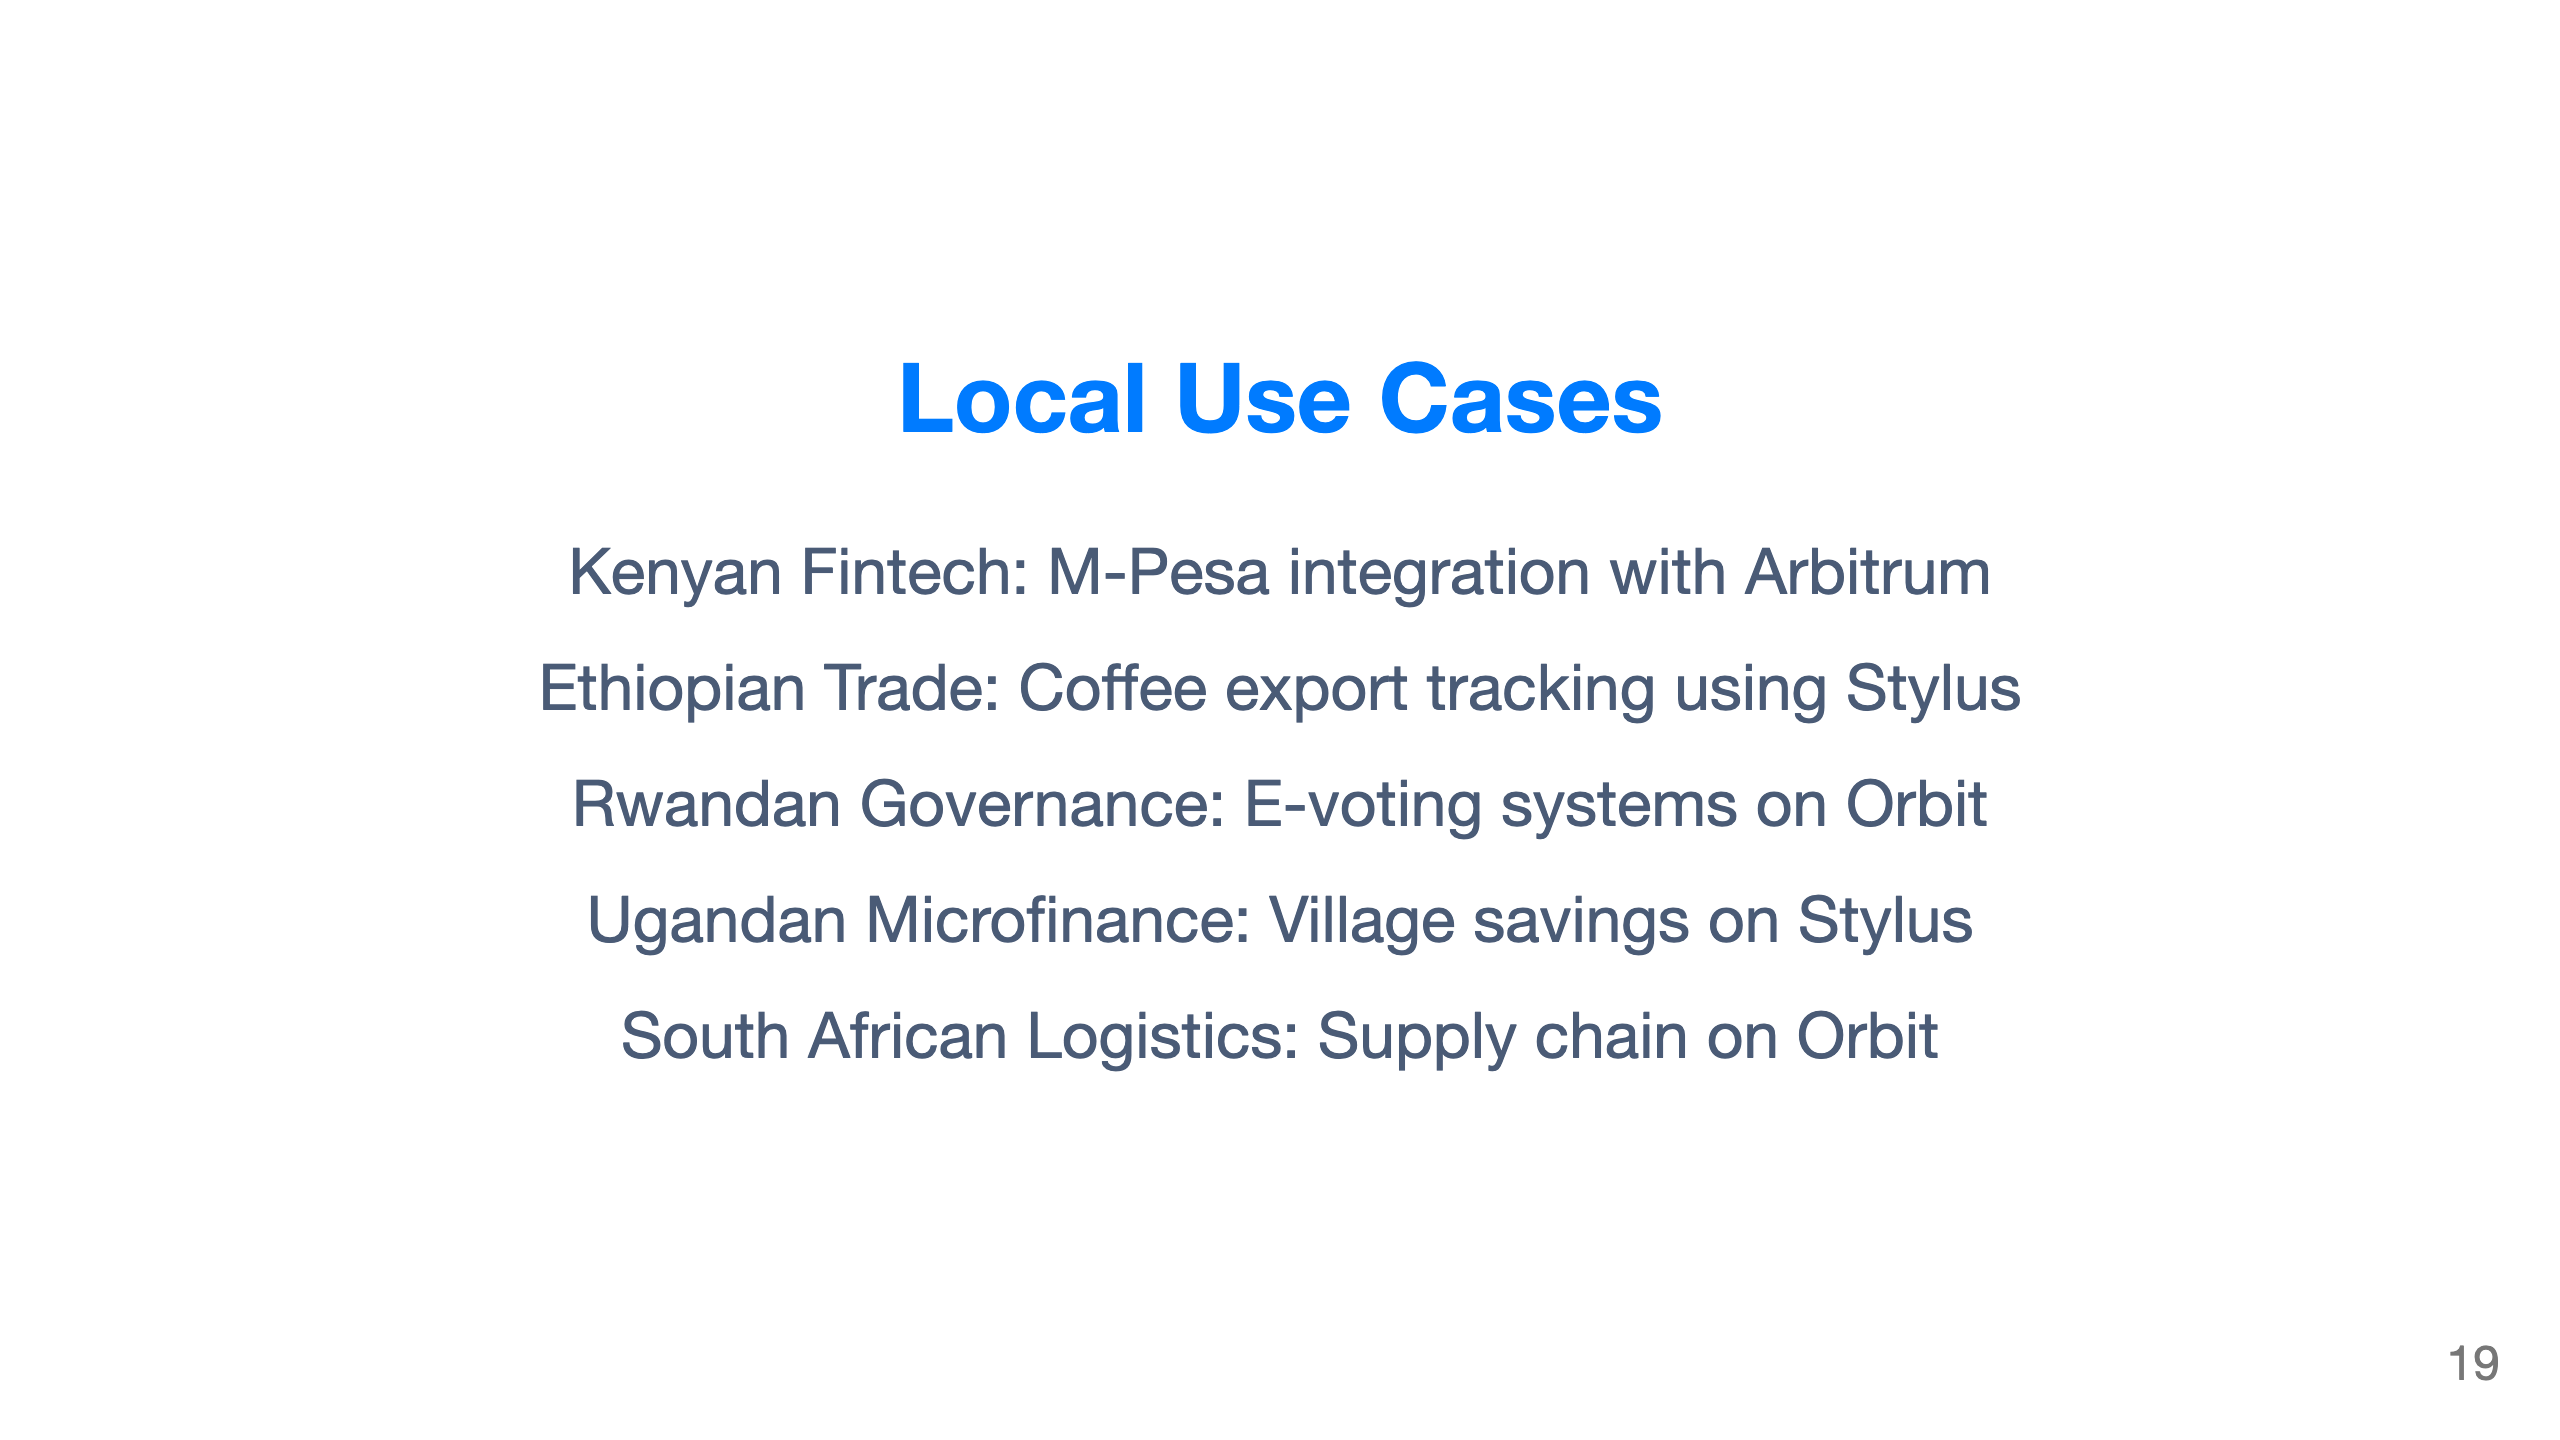 Local Use Cases
Kenyan Fintech: M-Pesa integration with Arbitrum
Ethiopian Trade: Coffee export tracking using Stylus
Rwandan Governance: E-voting systems on Orbit
Ugandan Microfinance: Village savings on Stylus
South African Logistics: Supply chain on Orbit
19